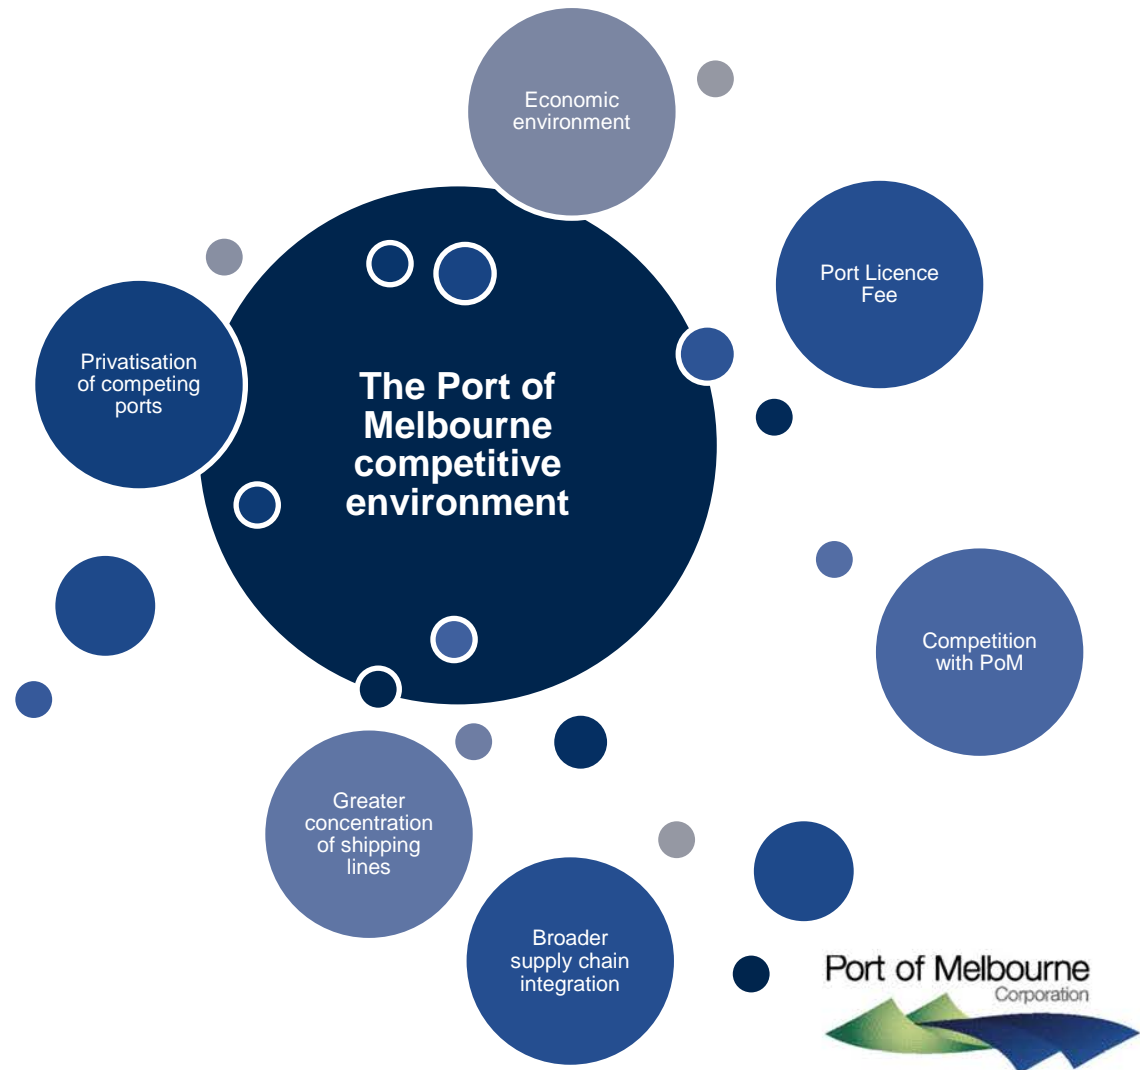 Economic
environment
Port Licence
Fee
Privatisation
of competing
ports
The Port of
Melbourne
competitive
environment
Competition
with PoM
Greater
concentration
of shipping
lines
Broader
supply chain
integration
Port of Melbourne
Corporation